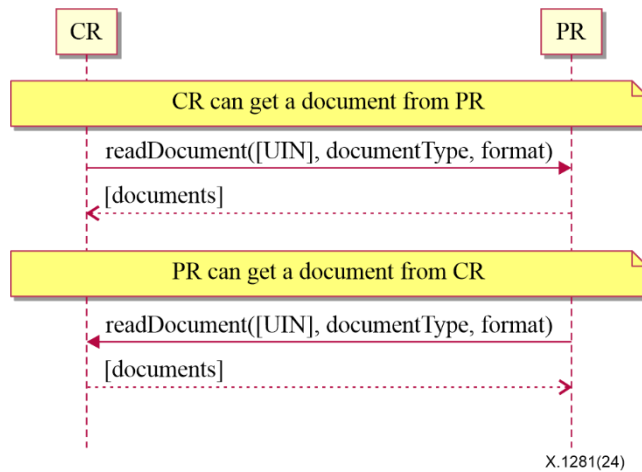 CR PR
CR can get a document from PR
readDocument([UIN], documentType, format)
[documents]
PR can get a document from CR
readDocument([UIN], documentType, format)
[documents]
X.1281(24)